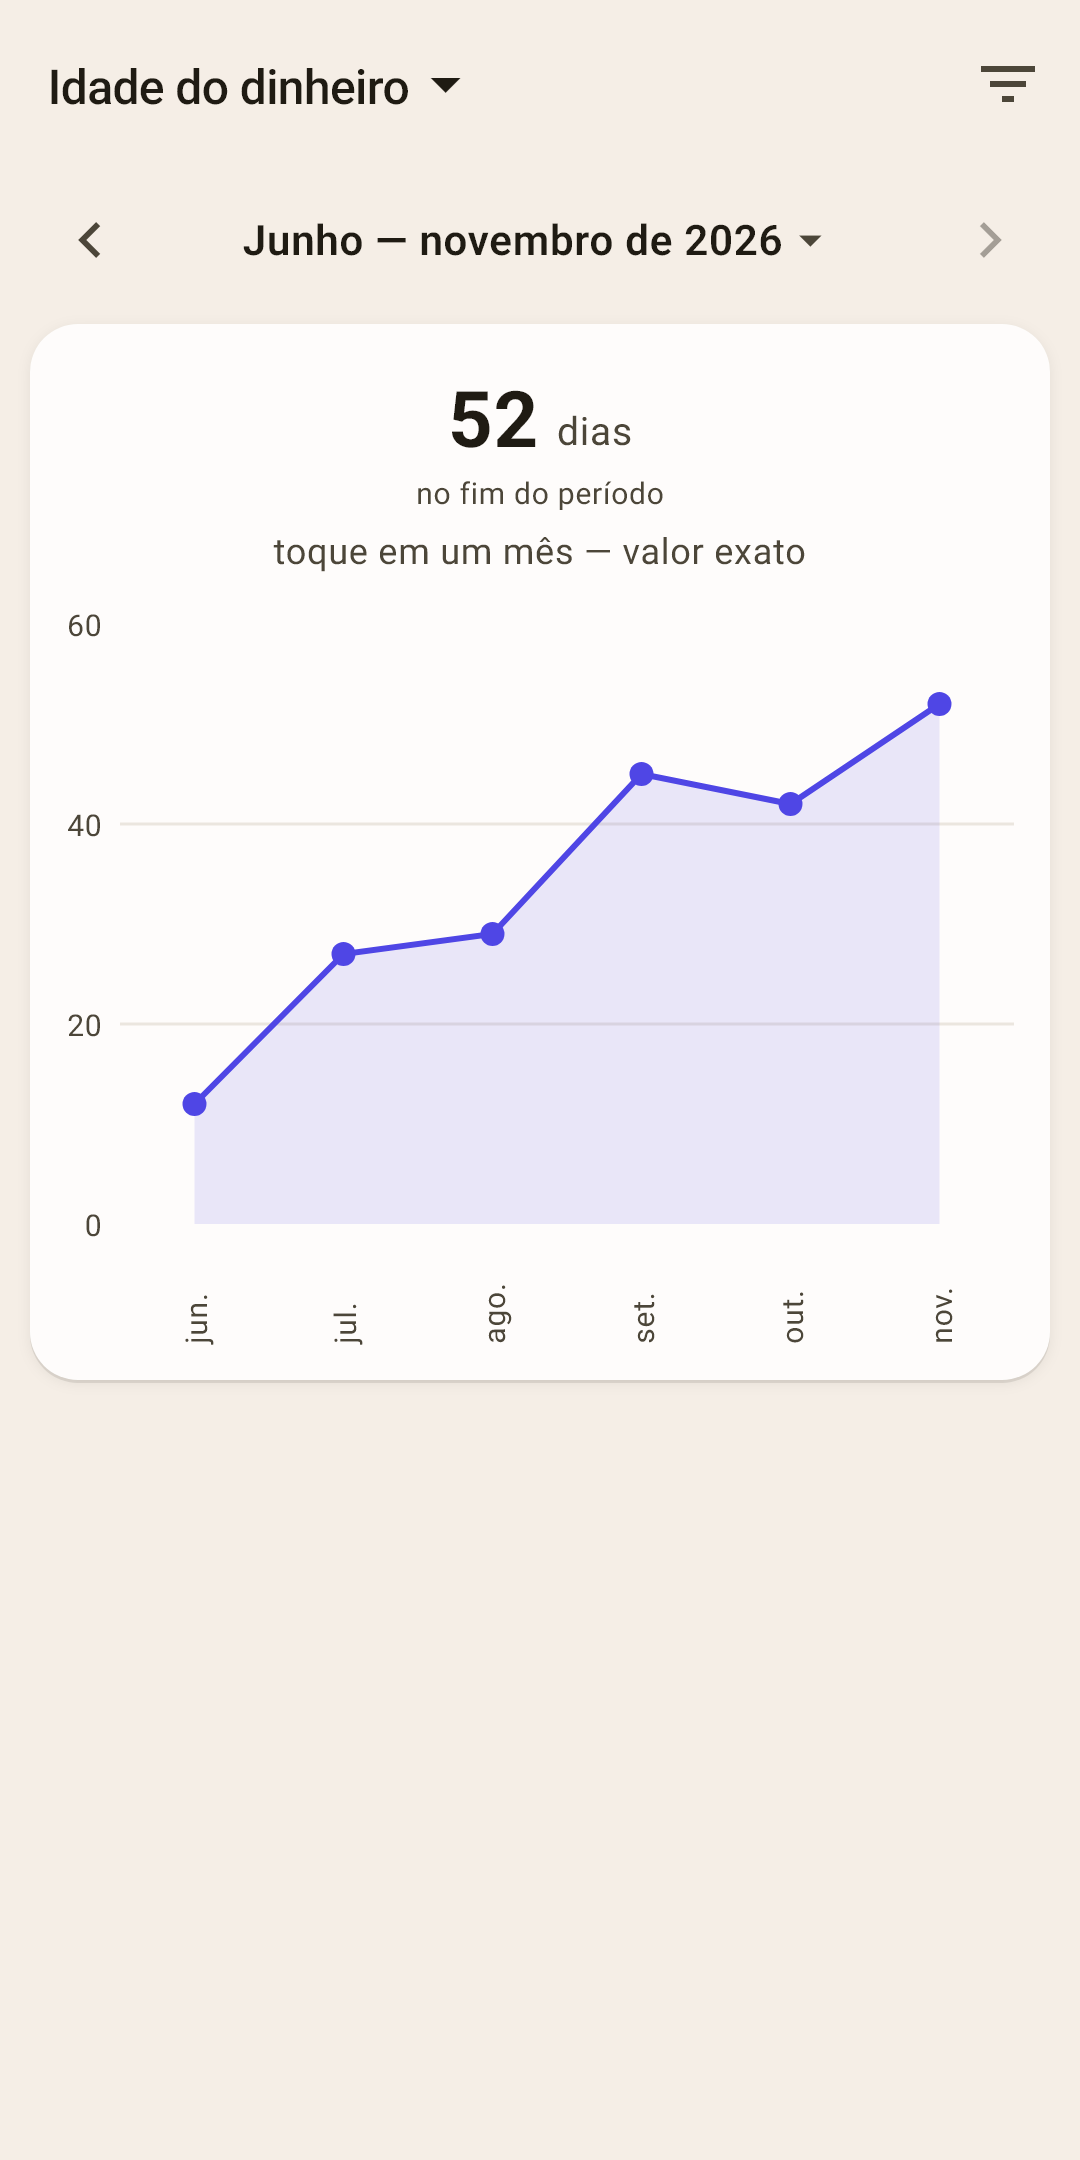 Idade do dinheiro
Junho — novembro de 2026
52 dias
no fim do período
toque em um mês — valor exato
60
40
20
0
jun.
jul.
ago.
set.
out.
nov.